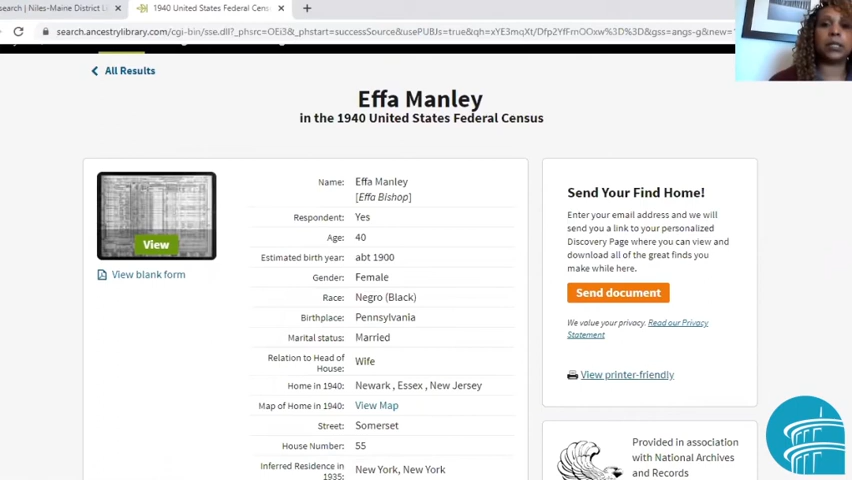 search | Niles-Maine District Li
1940 United States Federal Cens
search.ancestrylibrary.com/cgi-bin/sse.dll?_phsrc=OEi3&_phstart=successSource&usePUBJs=true&qh=xYE3mqXt/Dfp2YfFrnOOxw%3D%3D&gss=angs-g&new=1
All Results
Effa Manley
in the 1940 United States Federal Census
View
View blank form
Name: Effa Manley
[Effa Bishop]
Respondent: Yes
Age: 40
Estimated birth year: abt 1900
Gender: Female
Race: Negro (Black)
Birthplace: Pennsylvania
Marital status: Married
Relation to Head of House: Wife
Home in 1940: Newark , Essex , New Jersey
Map of Home in 1940: View Map
Street: Somerset
House Number: 55
Inferred Residence in 1935: New York, New York
Send Your Find Home!
Enter your email address and we will
send you a link to your personalized
Discovery Page where you can view and
download all of the great finds you
make while here.
Send document
We value your privacy. Read our Privacy
Statement
View printer-friendly
Provided in association
with National Archives
and Records